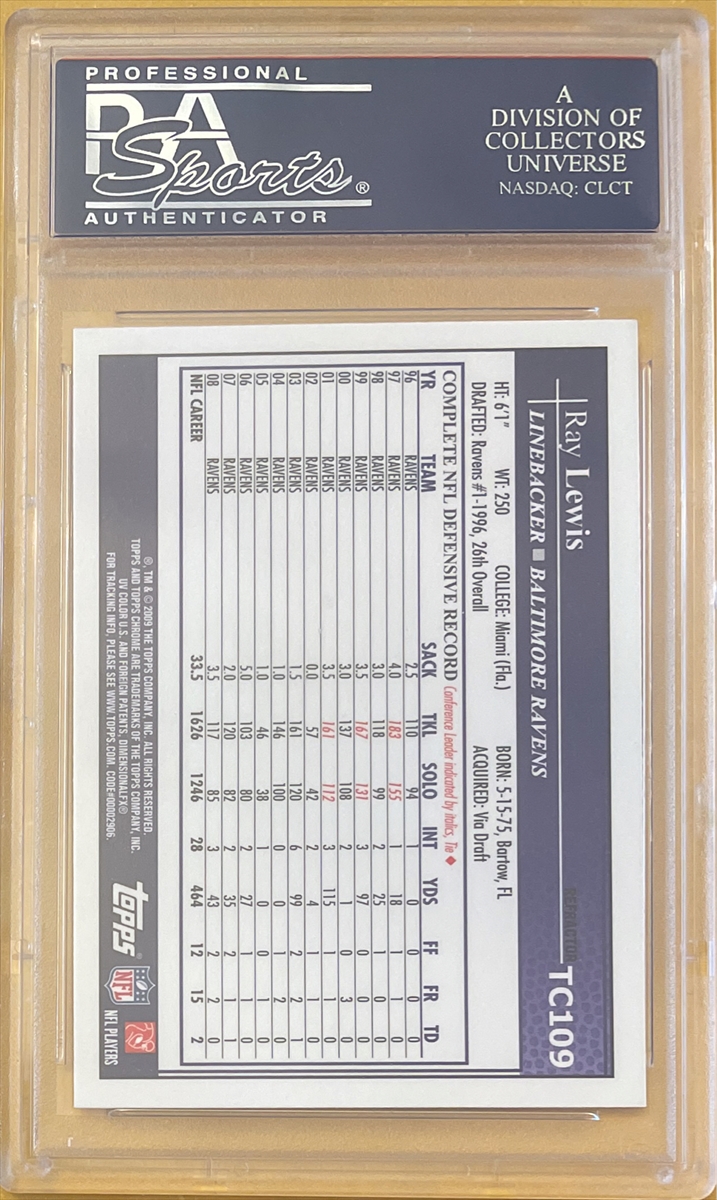 PROFESSIONAL
PSA
Sports®
AUTHENTICATOR
A
DIVISION OF
COLLECTORS
UNIVERSE
NASDAQ: CLCT
REFRACTOR TC109
Ray Lewis
LINEBACKER ■ BALTIMORE RAVENS
HT: 6'1" WT: 250 COLLEGE: Miami (Fla.) BORN: 5-15-75, Bartow, FL
DRAFTED: Ravens #1-1996, 26th Overall ACQUIRED: Via Draft
COMPLETE NFL DEFENSIVE RECORD Conference Leader indicated by italics, Tie ◆
YR TEAM SACK TKL SOLO INT YDS FF FR TD
96 RAVENS 2.5 110 94 1 0 0 0 0
97 RAVENS 4.0 183 155 1 18 1 1 0
98 RAVENS 3.0 118 99 2 25 1 0 0
99 RAVENS 3.5 167 131 3 97 0 0 0
00 RAVENS 3.0 137 108 2 1 0 3 0
01 RAVENS 3.5 161 112 3 115 1 1 0
02 RAVENS 0.0 57 42 2 4 1 1 0
03 RAVENS 1.5 161 120 6 99 2 2 1
04 RAVENS 1.0 146 100 0 0 1 2 0
05 RAVENS 1.0 46 38 1 0 0 1 0
06 RAVENS 5.0 103 80 2 27 1 1 0
07 RAVENS 2.0 120 82 2 35 2 1 1
08 RAVENS 3.5 117 85 3 43 2 2 0
NFL CAREER 33.5 1626 1246 28 464 12 15 2
®, TM & © 2009 THE TOPPS COMPANY, INC. ALL RIGHTS RESERVED.
TOPPS AND TOPPS CHROME ARE TRADEMARKS OF THE TOPPS COMPANY, INC.
UV COLOR U.S. AND FOREIGN PATENTS, DIMENSIONALFX®
FOR TRACKING INFO, PLEASE SEE WWW.TOPPS.COM. CODE#00002906.
topps®
NFL
NFL PLAYERS